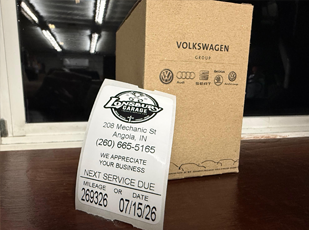 VOLKSWAGEN
GROUP
LONSBURY
GARAGE
208 Mechanic St
Angola, IN
(260) 665-5165
WE APPRECIATE
YOUR BUSINESS
NEXT SERVICE DUE
MILEAGE OR DATE
269326 07/15/26